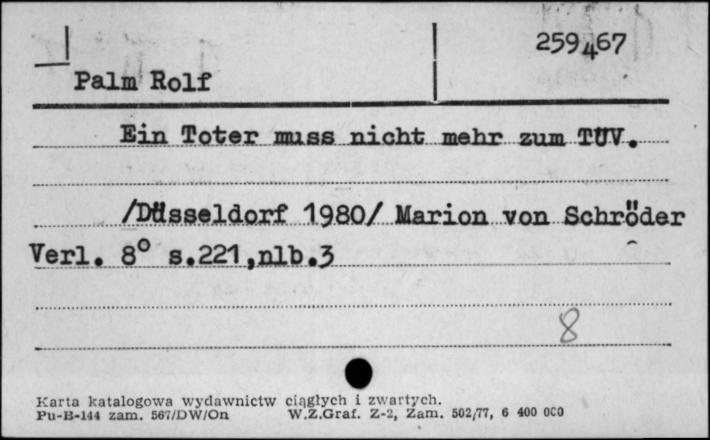 259467
Palm Rolf
Ein Toter muss nicht mehr zum TÜV.
/Düsseldorf 1980/ Marion von Schröder
Verl. 8° s.221,nlb.3
8
Karta katalogowa wydawnictw ciągłych i zwartych.
Pu-B-144 zam. 567/DW/On W.Z.Graf. Z-2, Zam. 502/77, 6 400 000